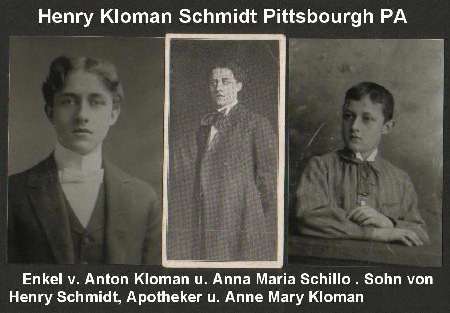 Henry Kloman Schmidt Pittsbourgh PA
Enkel v. Anton Kloman u. Anna Maria Schillo . Sohn von
Henry Schmidt, Apotheker u. Anne Mary Kloman